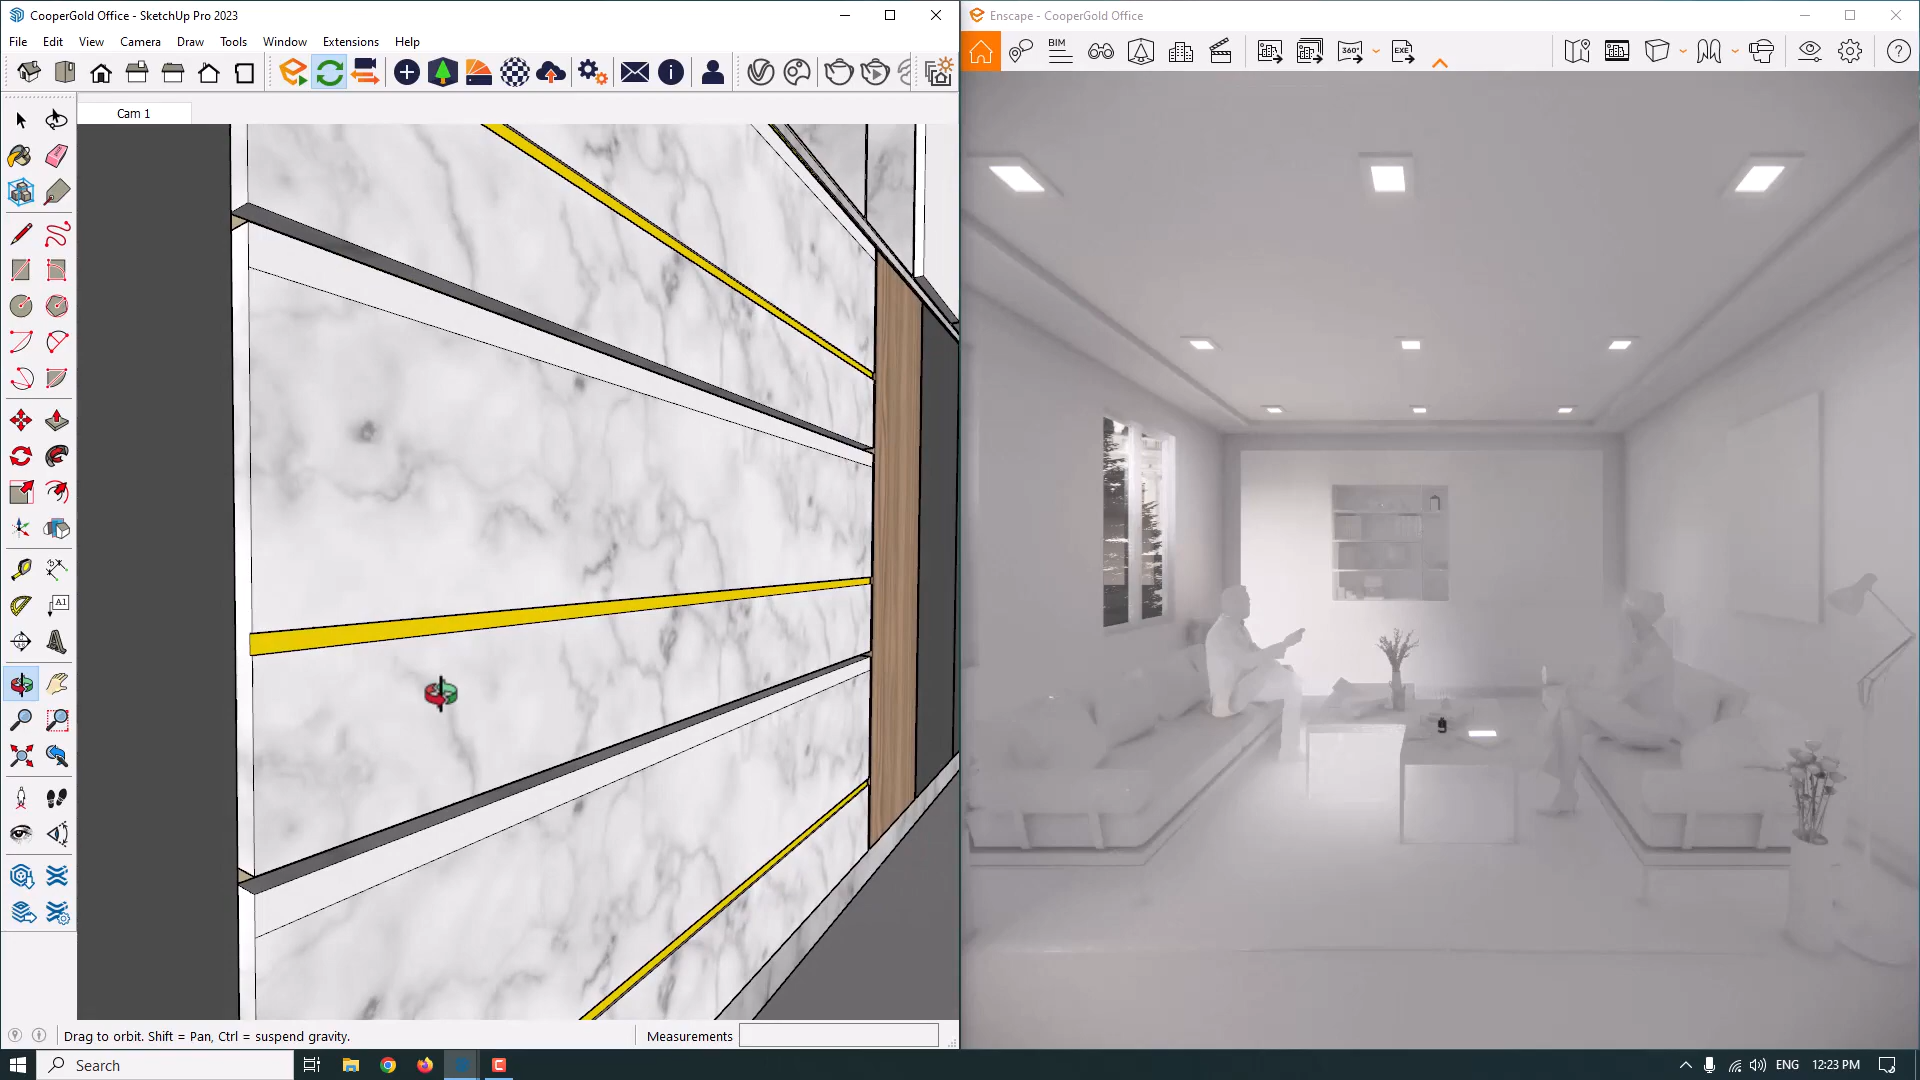 CooperGold Office - SketchUp Pro 2023
File Edit View Camera Draw Tools Window Extensions Help
Cam 1
A1
Drag to orbit. Shift = Pan, Ctrl = suspend gravity.
Measurements
Enscape - CooperGold Office
BIM
360°
EXE
Search
ENG
12:23 PM